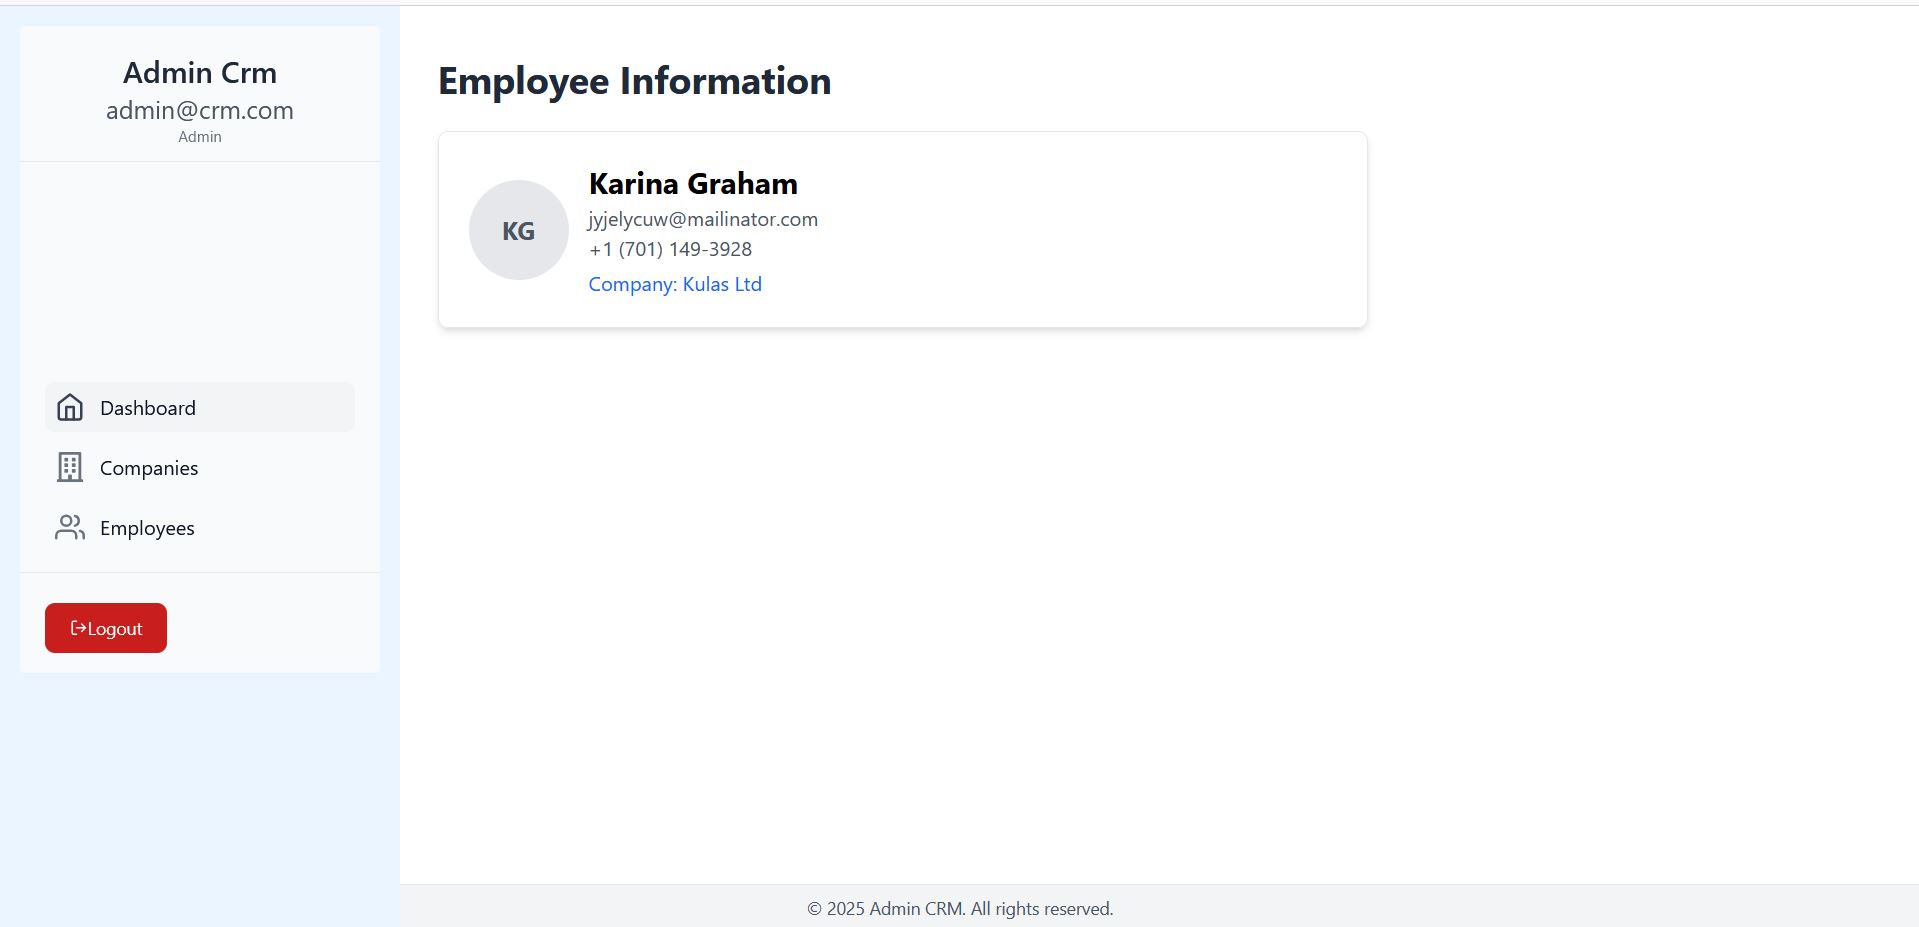 Admin Crm
admin@crm.com
Admin
Dashboard
Companies
Employees
Logout
Employee Information
KG
Karina Graham
jyjelycuw@mailinator.com
+1 (701) 149-3928
Company: Kulas Ltd
© 2025 Admin CRM. All rights reserved.